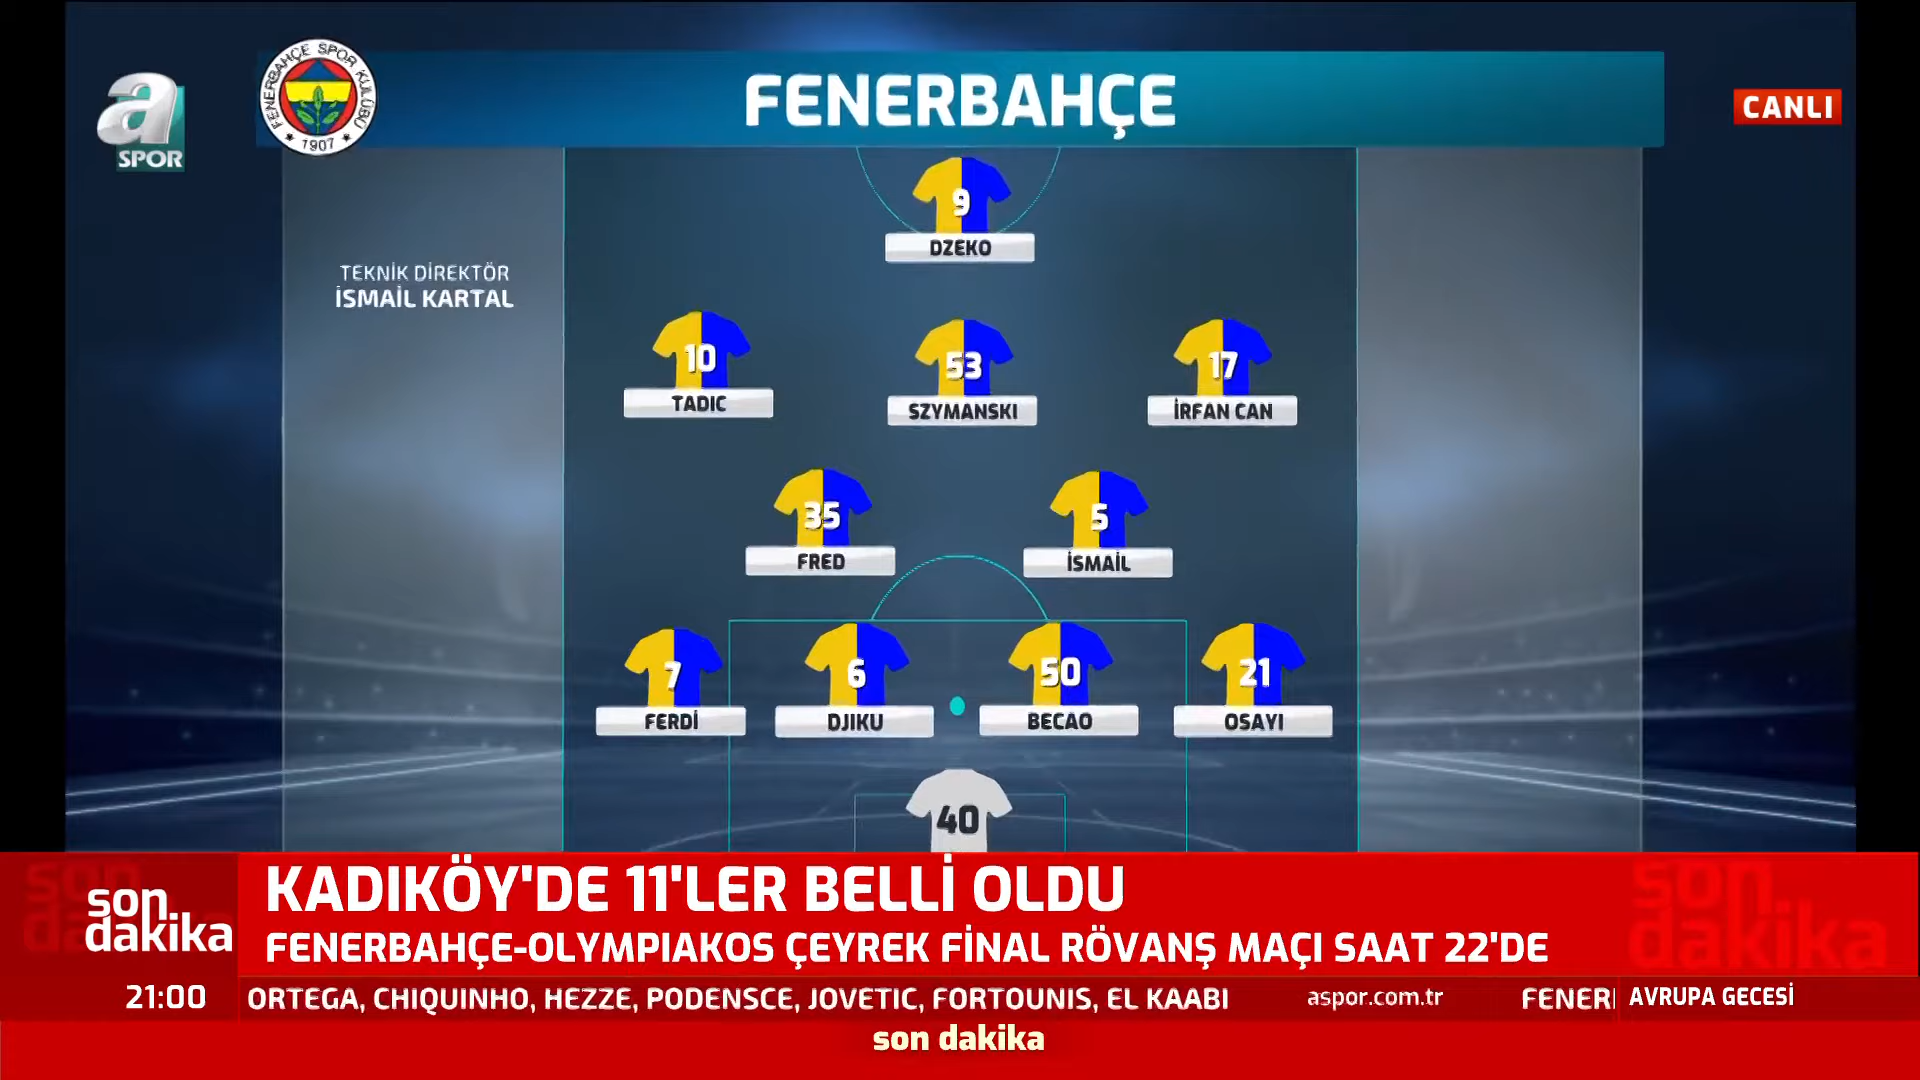 FENERBAHÇE SPOR KULÜBÜ
1907
FENERBAHÇE
a
SPOR
CANLI
9
DZEKO
TEKNİK DİREKTÖR
İSMAİL KARTAL
10
TADIC
53
SZYMANSKI
17
İRFAN CAN
35
FRED
5
İSMAİL
7
FERDİ
6
DJIKU
50
BECAO
21
OSAYI
40
son
dakika
KADIKÖY'DE 11'LER BELLİ OLDU
FENERBAHÇE-OLYMPIAKOS ÇEYREK FİNAL RÖVANŞ MAÇI SAAT 22'DE
son
dakika
21:00
ORTEGA, CHIQUINHO, HEZZE, PODENSCE, JOVETIC, FORTOUNIS, EL KAABI
aspor.com.tr
FENER
AVRUPA GECESİ
son dakika